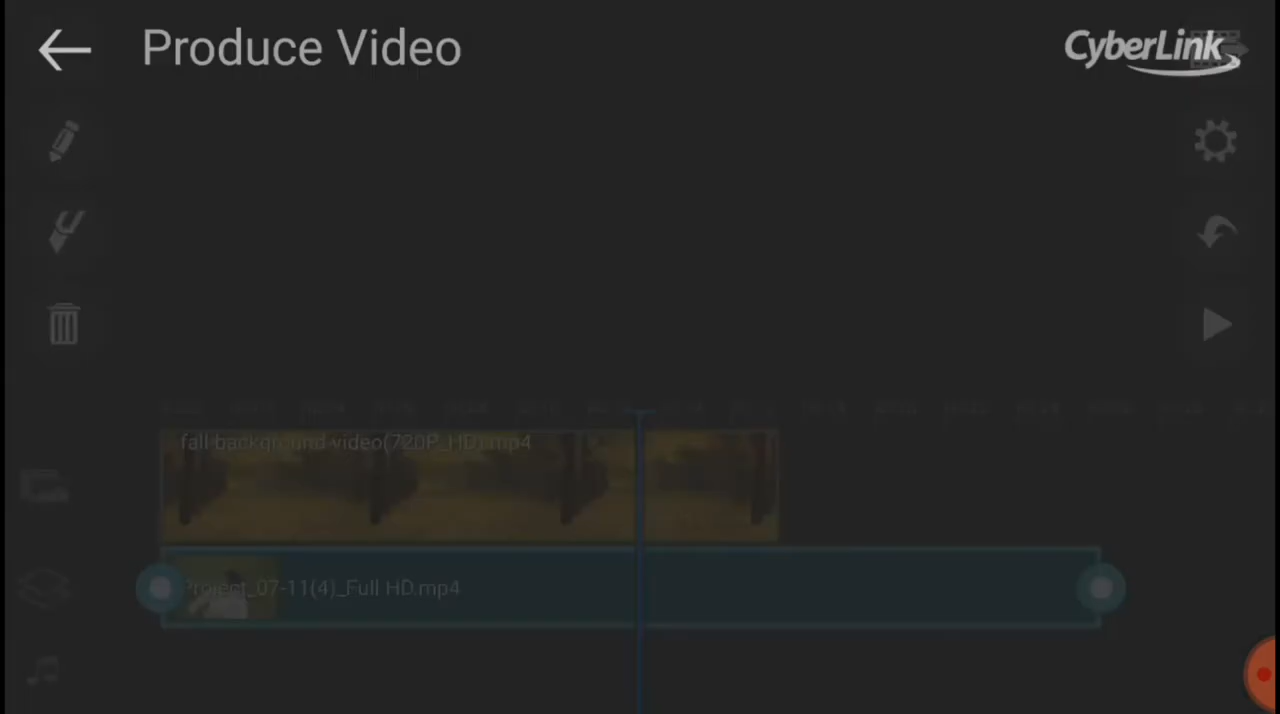 Produce Video
CyberLink
fall background video(720P_HD).mp4
Project_07-11(4)_Full HD.mp4